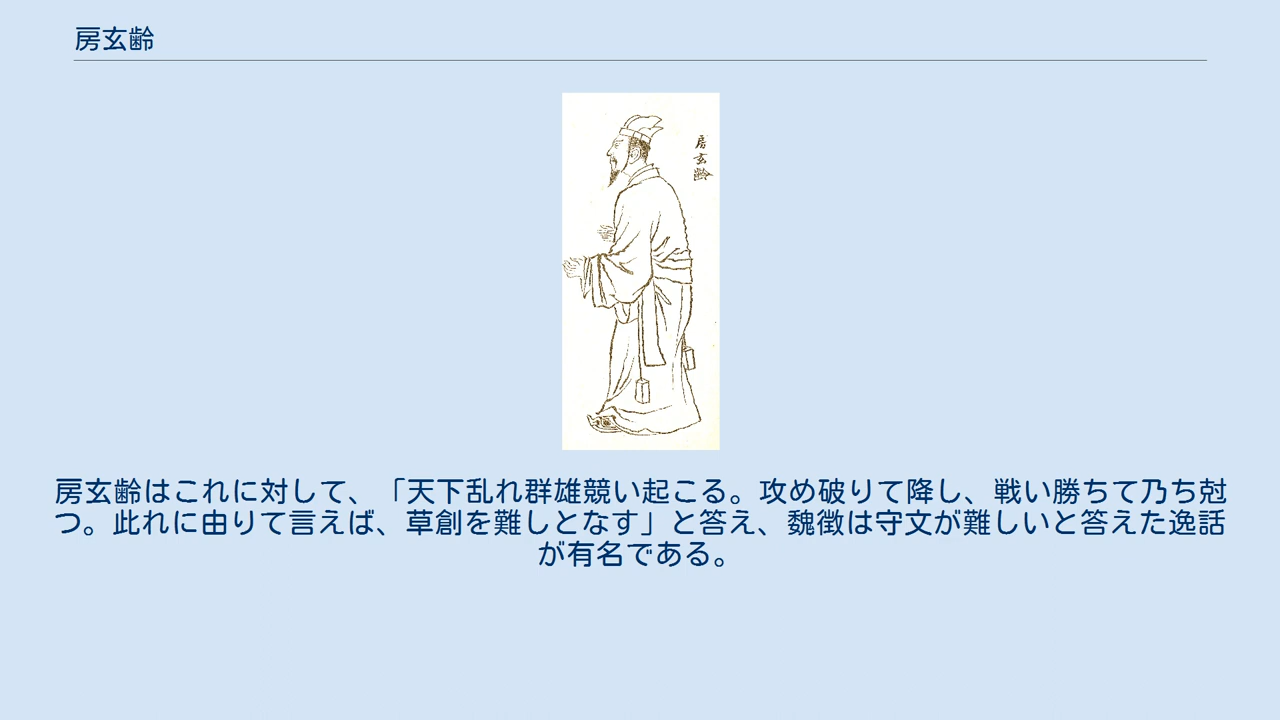 房玄齢
房玄齡
房玄齢はこれに対して、「天下乱れ群雄競い起こる。攻め破りて降し、戦い勝ちて乃ち尅
つ。此れに由りて言えば、草創を難しとなす」と答え、魏徴は守文が難しいと答えた逸話
が有名である。